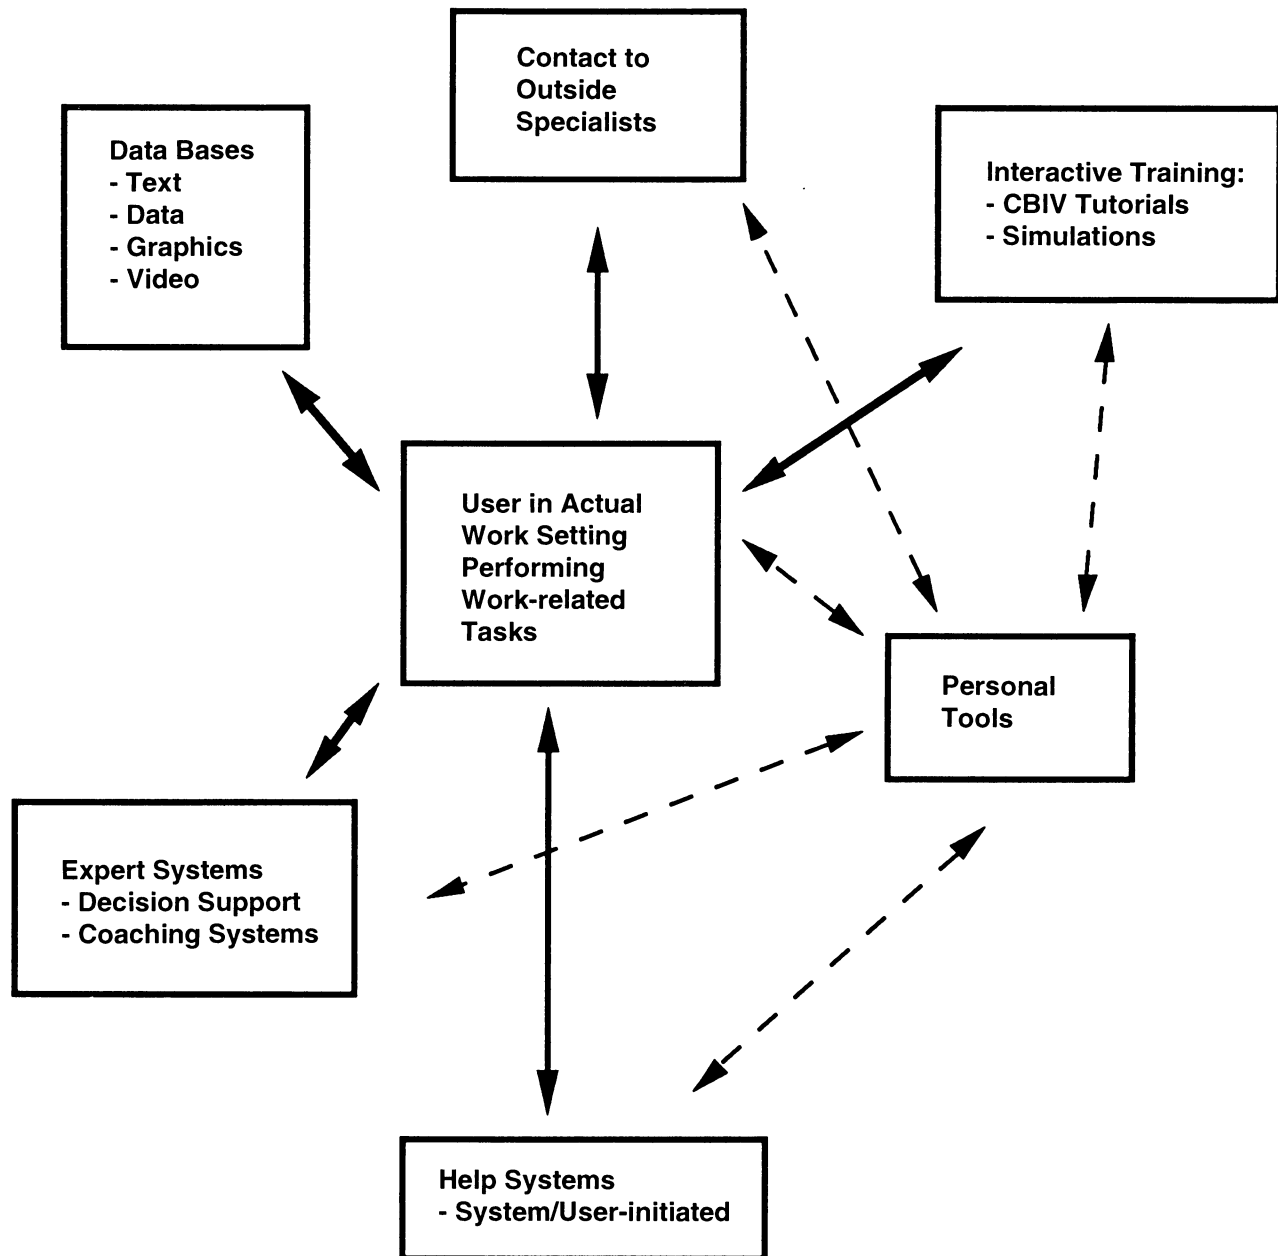 Contact to
Outside
Specialists
Data Bases
- Text
- Data
- Graphics
- Video
Interactive Training:
- CBIV Tutorials
- Simulations
User in Actual
Work Setting
Performing
Work-related
Tasks
Personal
Tools
Expert Systems
- Decision Support
- Coaching Systems
Help Systems
- System/User-initiated